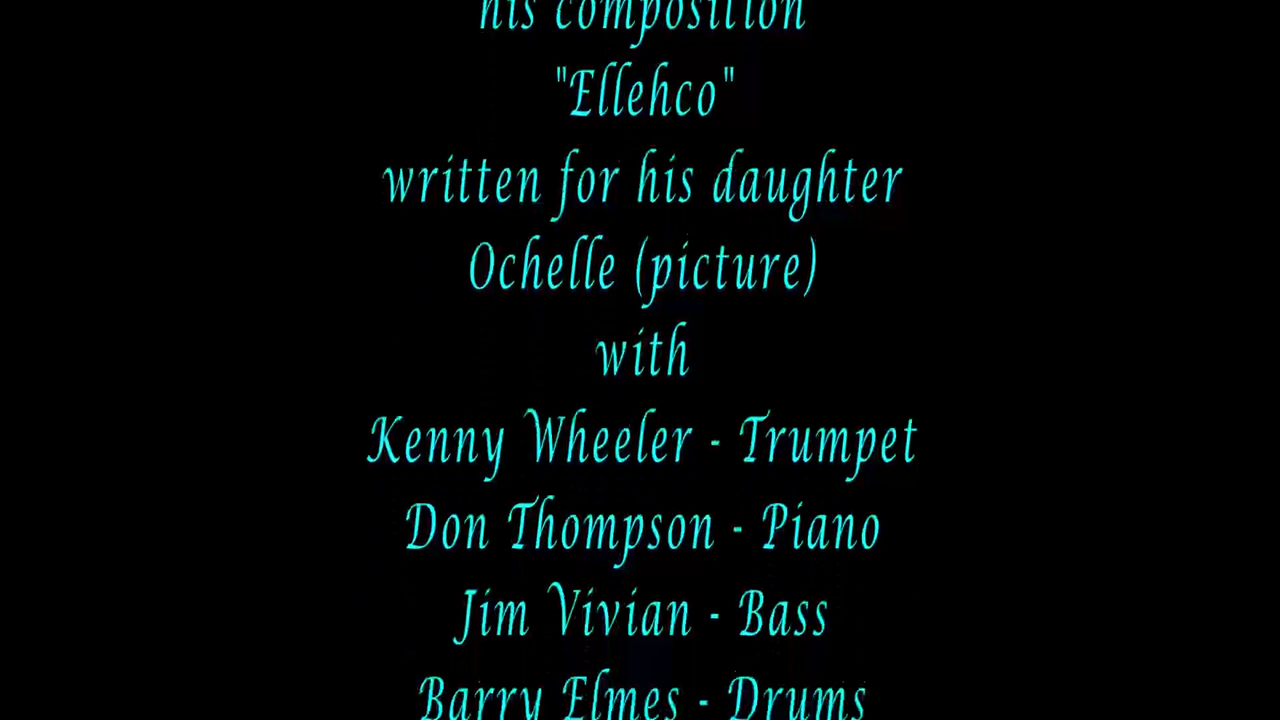 his composition
"Ellehco"
written for his daughter
Ochelle (picture)
with
Kenny Wheeler - Trumpet
Don Thompson - Piano
Jim Vivian - Bass
Barry Elmes - Drums